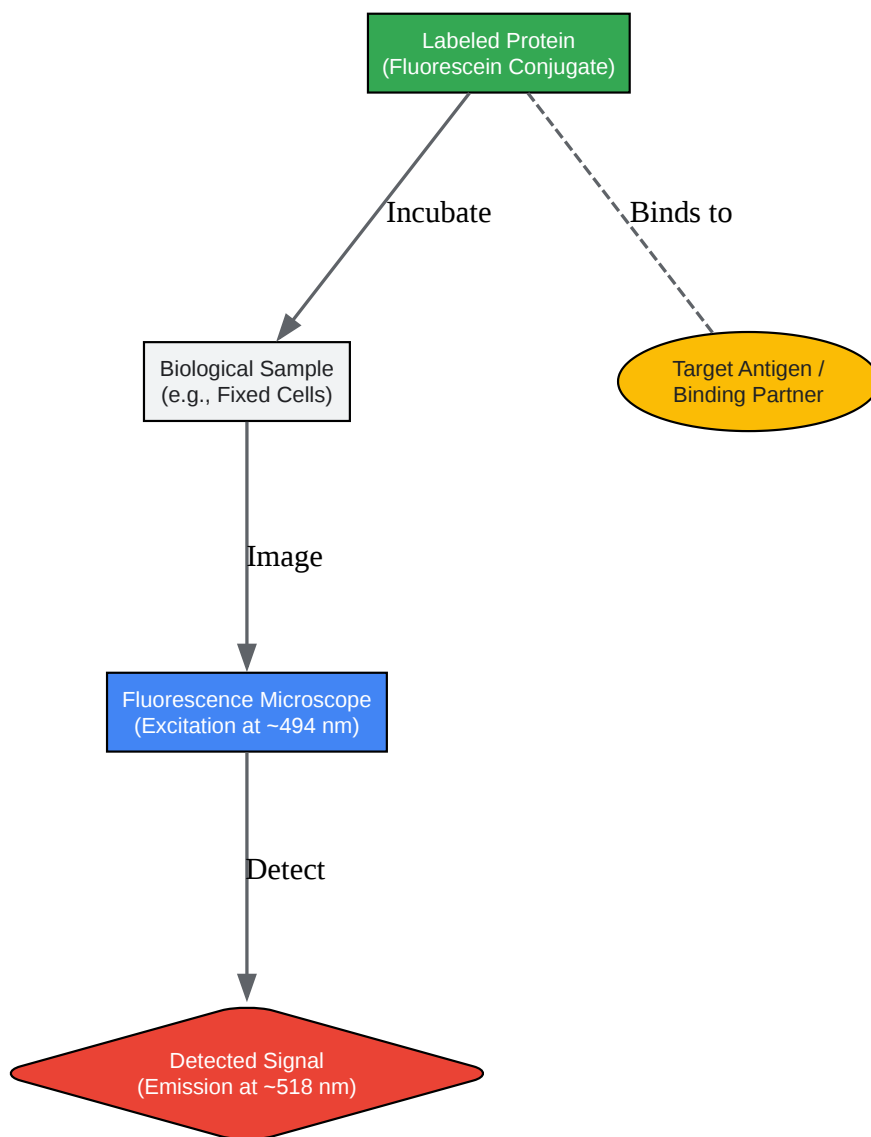 Labeled Protein
(Fluorescein Conjugate)
Incubate
Binds to
Biological Sample
(e.g., Fixed Cells)
Target Antigen /
Binding Partner
Image
Fluorescence Microscope
(Excitation at ~494 nm)
Detect
Detected Signal
(Emission at ~518 nm)